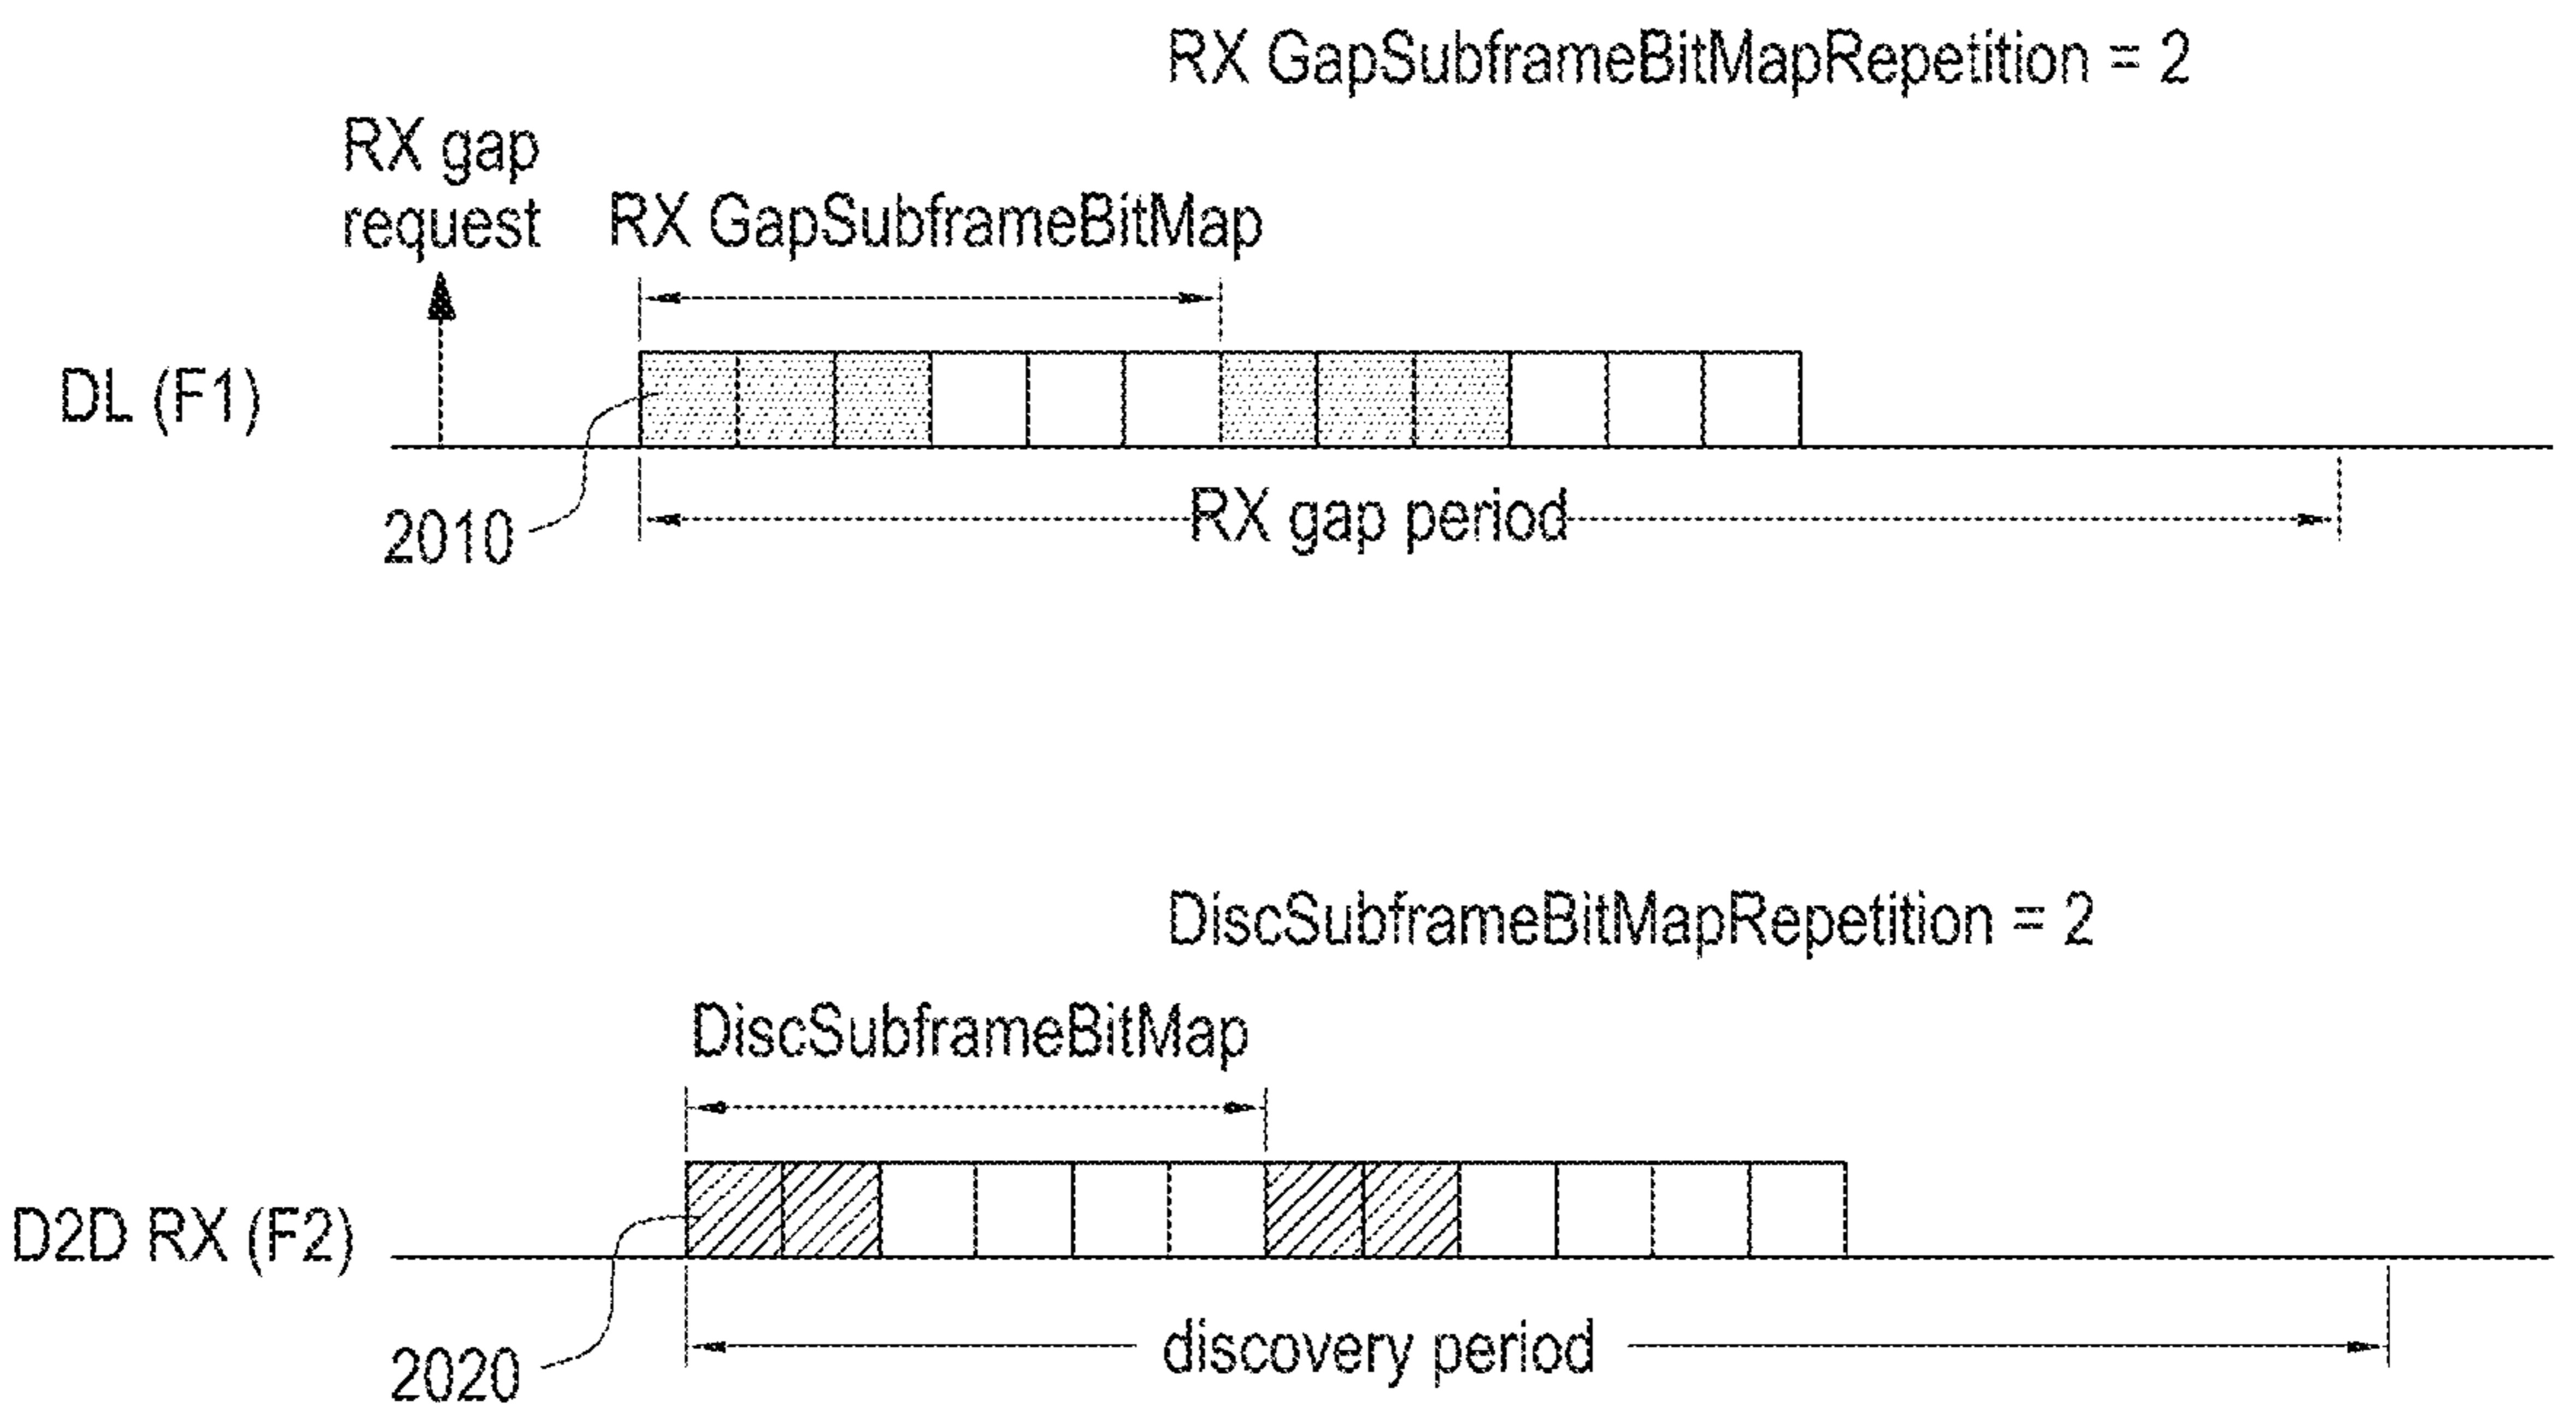 RX GapSubframeBitMapRepetition = 2
RX gap
request
RX GapSubframeBitMap
DL (F1)
2010
RX gap period
DiscSubframeBitMapRepetition = 2
DiscSubframeBitMap
D2D RX (F2)
2020
discovery period